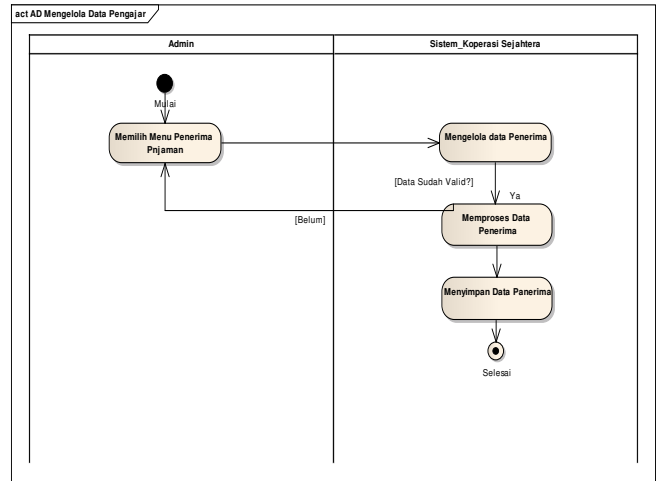 act AD Mengelola Data Pengajar
Admin
Sistem_Koperasi Sejahtera
Mulai
Memilih Menu Penerima
Pnjaman
Mengelola data Penerima
[Data Sudah Valid?]
Ya
[Belum]
Memproses Data
Penerima
Menyimpan Data Panerima
Selesai